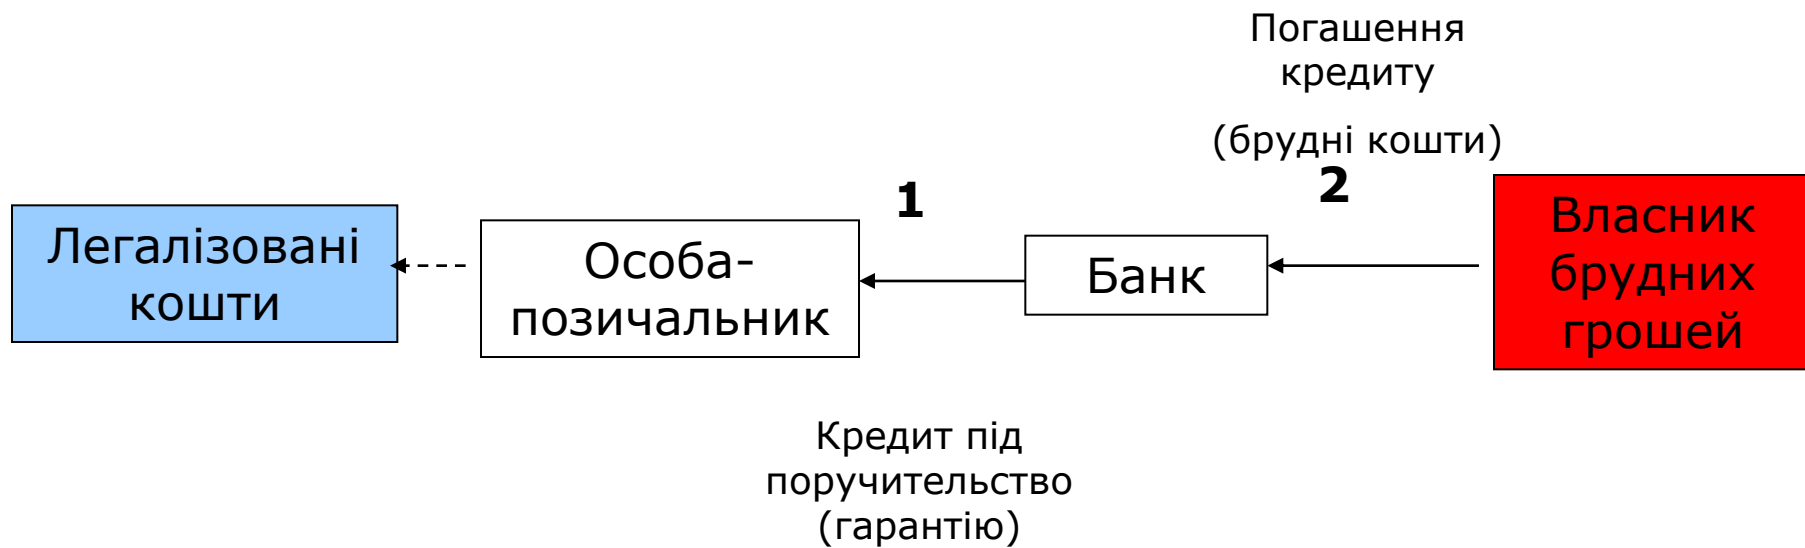 Погашення
кредиту
(брудні кошти)
1
2
Легалізовані
кошти
Особа-
позичальник
Банк
Власник
брудних
грошей
Кредит під
поручительство
(гарантію)